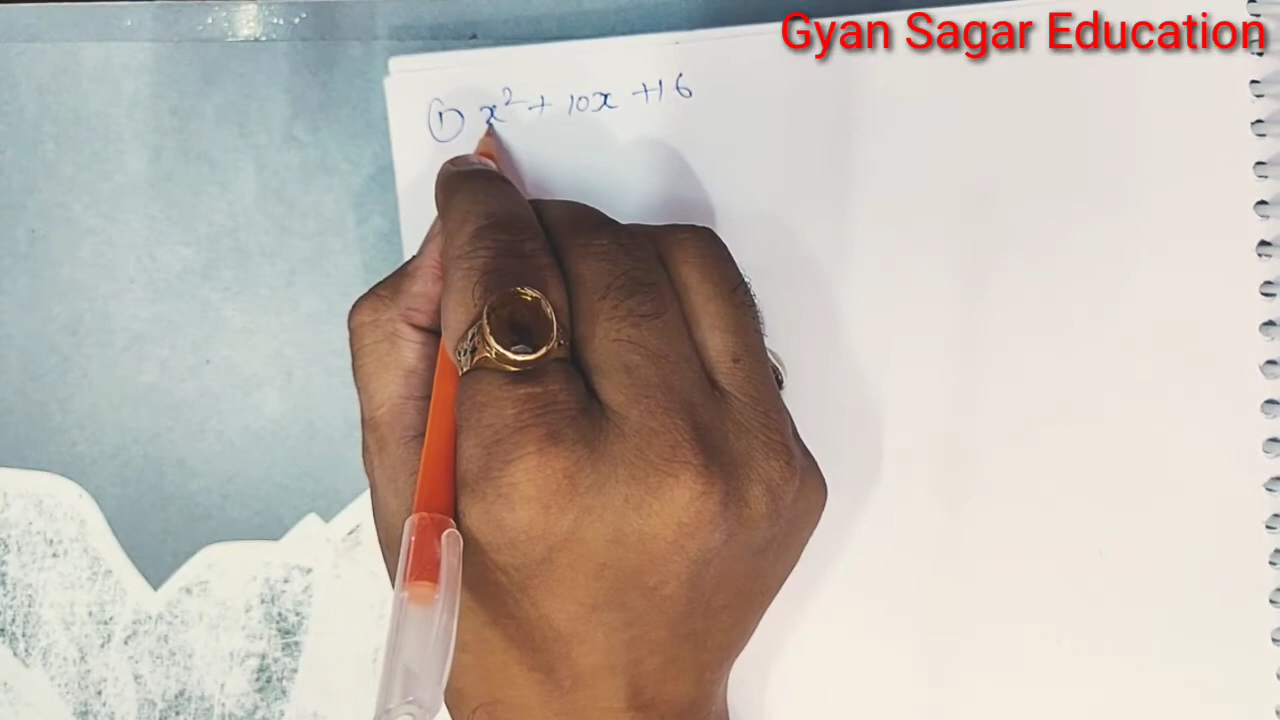 Gyan Sagar Education
① x² + 10x + 16